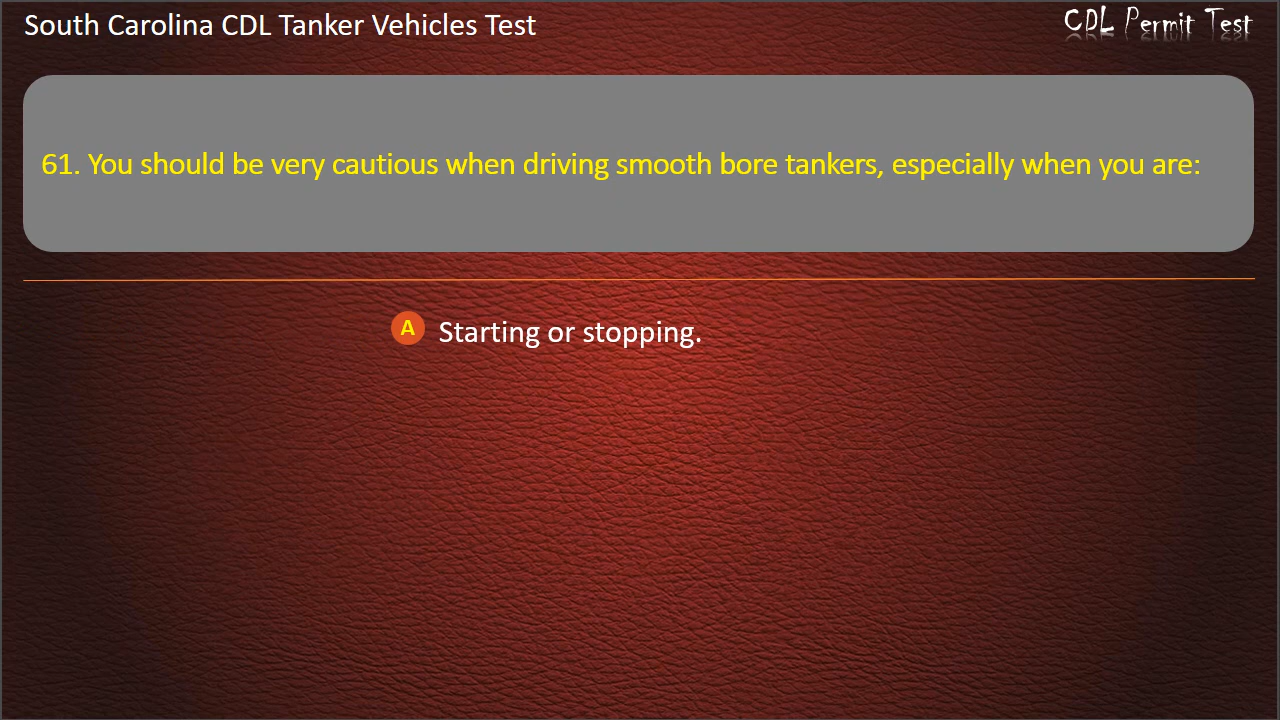 South Carolina CDL Tanker Vehicles Test
CDL Permit Test
61. You should be very cautious when driving smooth bore tankers, especially when you are:
A Starting or stopping.